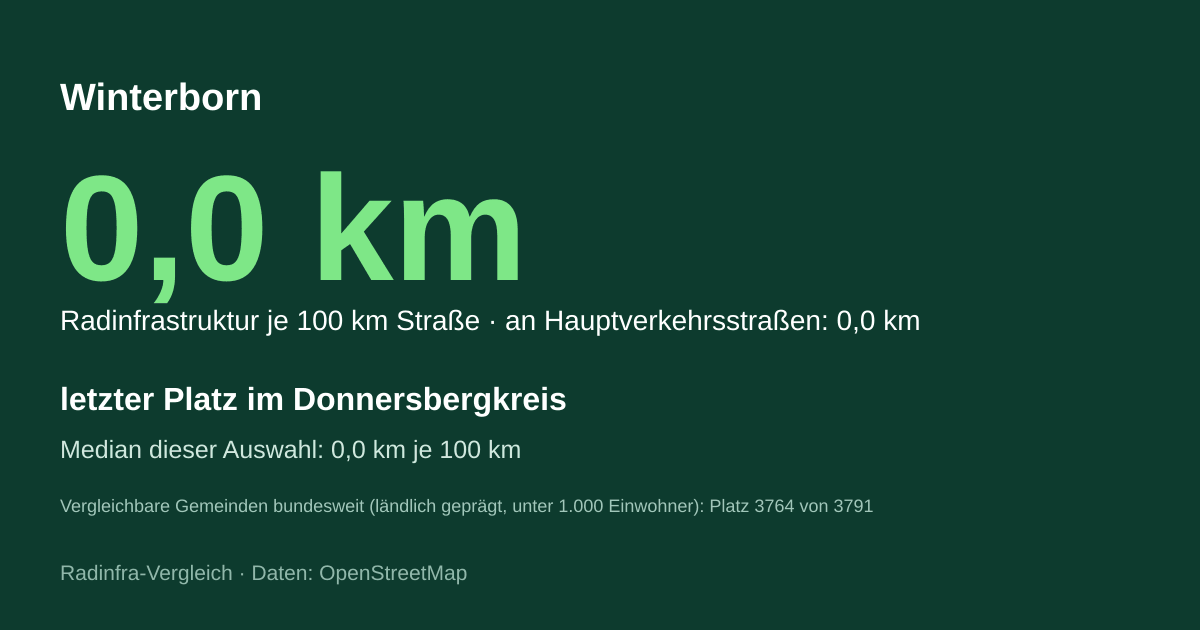 Winterborn
0,0 km
Radinfrastruktur je 100 km Straße · an Hauptverkehrsstraßen: 0,0 km
letzter Platz im Donnersbergkreis
Median dieser Auswahl: 0,0 km je 100 km
Vergleichbare Gemeinden bundesweit (ländlich geprägt, unter 1.000 Einwohner): Platz 3764 von 3791
Radinfra-Vergleich · Daten: OpenStreetMap